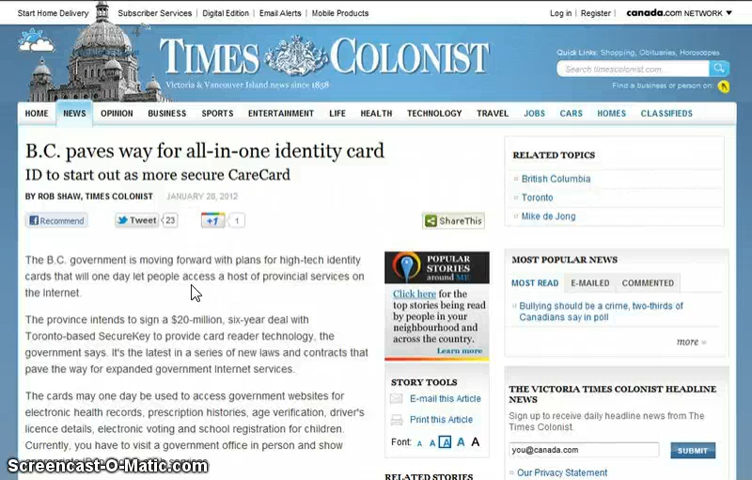 Start Home Delivery | Subscriber Services | Digital Edition | Email Alerts | Mobile Products
Log in | Register | canada.com NETWORK
TIMES COLONIST
Victoria & Vancouver Island news since 1858
Quick Links: Shopping, Obituaries, Horoscopes
Search timescolonist.com
Find a business or person on:
HOME NEWS OPINION BUSINESS SPORTS ENTERTAINMENT LIFE HEALTH TECHNOLOGY TRAVEL JOBS CARS HOMES CLASSIFIEDS
B.C. paves way for all-in-one identity card
ID to start out as more secure CareCard
BY ROB SHAW, TIMES COLONIST JANUARY 28, 2012
Recommend Tweet 23 +1 1 ShareThis
The B.C. government is moving forward with plans for high-tech identity
cards that will one day let people access a host of provincial services on
the Internet.
The province intends to sign a $20-million, six-year deal with
Toronto-based SecureKey to provide card reader technology, the
government says. It's the latest in a series of new laws and contracts that
pave the way for expanded government Internet services.
The cards may one day be used to access government websites for
electronic health records, prescription histories, age verification, driver's
licence details, electronic voting and school registration for children.
Currently, you have to visit a government office in person and show
POPULAR
STORIES
around ME
Click here for the
top stories being read
by people in your
neighbourhood and
across the country.
Learn more
STORY TOOLS
E-mail this Article
Print this Article
Font: A A A A A
RELATED STORIES
RELATED TOPICS
British Columbia
Toronto
Mike de Jong
MOST POPULAR NEWS
MOST READ E-MAILED COMMENTED
Bullying should be a crime, two-thirds of
Canadians say in poll
more »
THE VICTORIA TIMES COLONIST HEADLINE
NEWS
Sign up to receive daily headline news from The
Times Colonist.
you@canada.com SUBMIT
Our Privacy Statement
Screencast-O-Matic.com